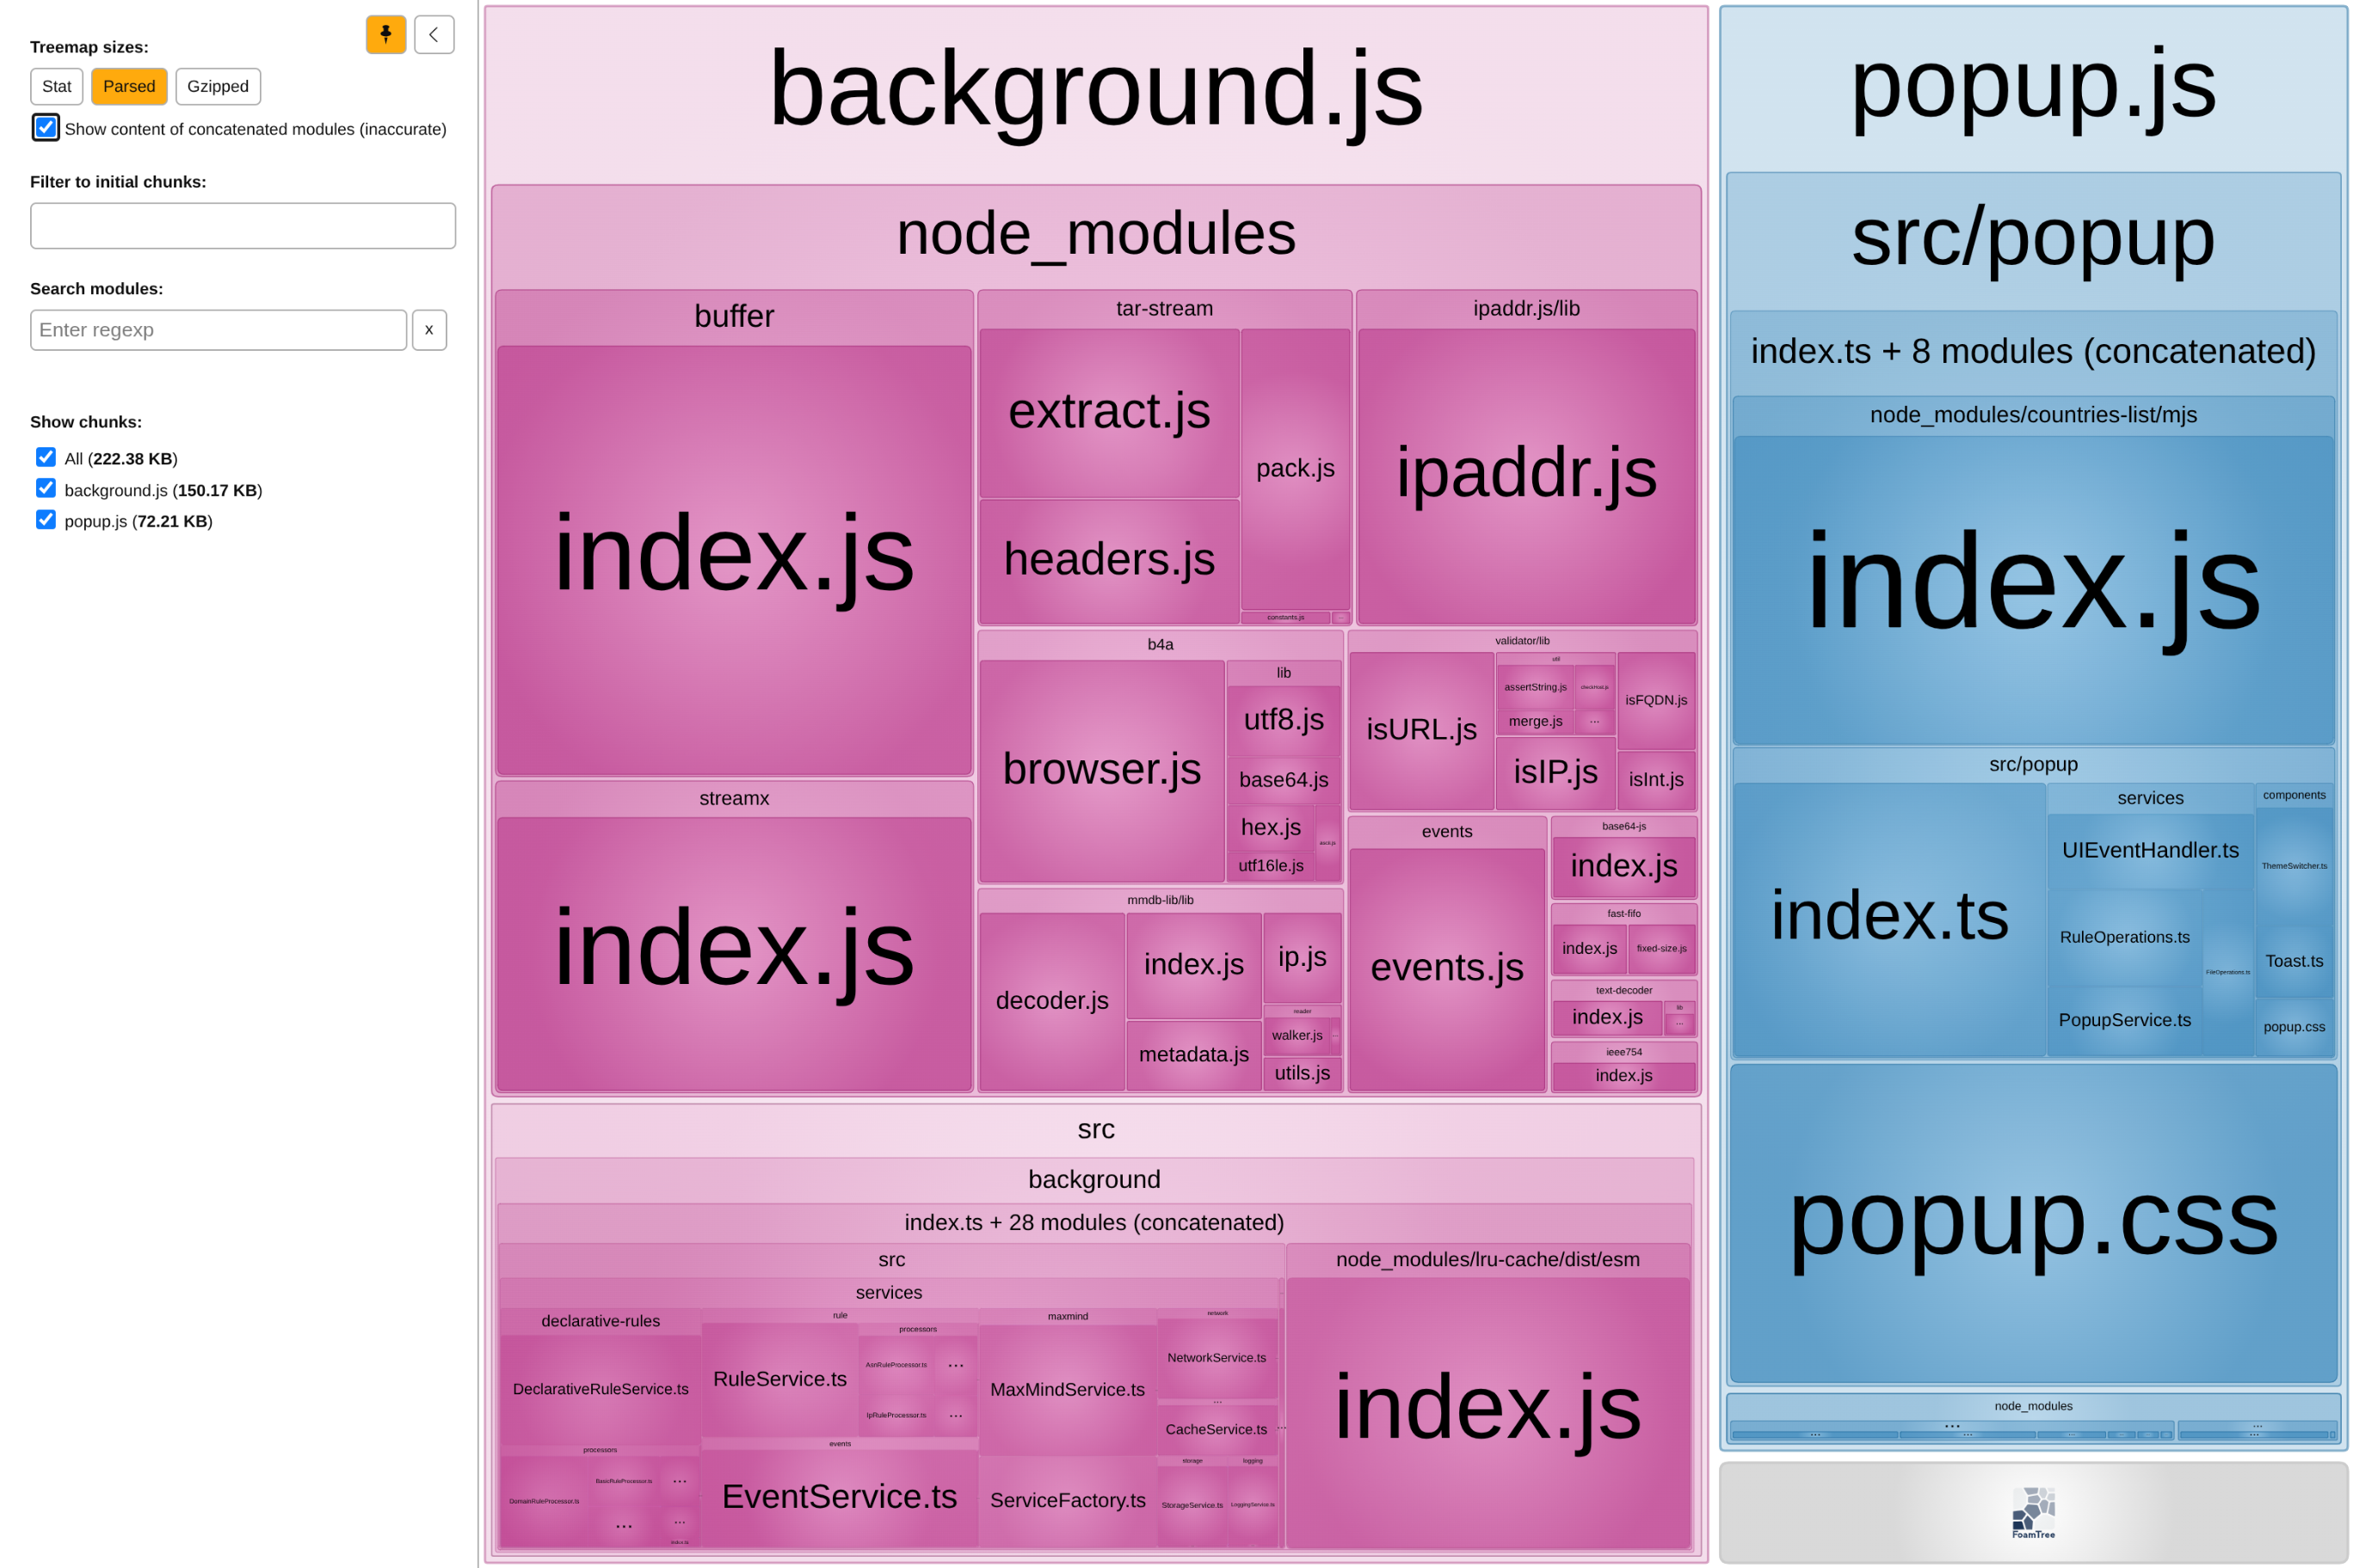 Treemap sizes:
Stat
Parsed
Gzipped
Show content of concatenated modules (inaccurate)
Filter to initial chunks:
Search modules:
Enter regexp
x
Show chunks:
All (222.38 KB)
background.js (150.17 KB)
popup.js (72.21 KB)
background.js
node_modules
buffer
index.js
streamx
index.js
tar-stream
extract.js
headers.js
pack.js
constants.js
ipaddr.js/lib
ipaddr.js
b4a
browser.js
lib
utf8.js
base64.js
hex.js
ascii.js
utf16le.js
validator/lib
isURL.js
util
assertString.js
checkHost.js
merge.js
...
isIP.js
isFQDN.js
isInt.js
mmdb-lib/lib
decoder.js
index.js
metadata.js
ip.js
reader
walker.js
utils.js
events
events.js
base64-js
index.js
fast-fifo
index.js
fixed-size.js
text-decoder
index.js
lib
...
ieee754
index.js
src
background
index.ts + 28 modules (concatenated)
src
services
declarative-rules
DeclarativeRuleService.ts
processors
DomainRuleProcessor.ts
BasicRuleProcessor.ts
...
...
...
index.ts
rule
RuleService.ts
processors
AsnRuleProcessor.ts
...
IpRuleProcessor.ts
...
events
EventService.ts
maxmind
MaxMindService.ts
ServiceFactory.ts
network
NetworkService.ts
...
CacheService.ts
storage
StorageService.ts
logging
LoggingService.ts
...
node_modules/lru-cache/dist/esm
index.js
popup.js
src/popup
index.ts + 8 modules (concatenated)
node_modules/countries-list/mjs
index.js
src/popup
index.ts
services
UIEventHandler.ts
RuleOperations.ts
FileOperations.ts
PopupService.ts
components
ThemeSwitcher.ts
Toast.ts
popup.css
popup.css
node_modules
...
...
...
...
...
FoamTree